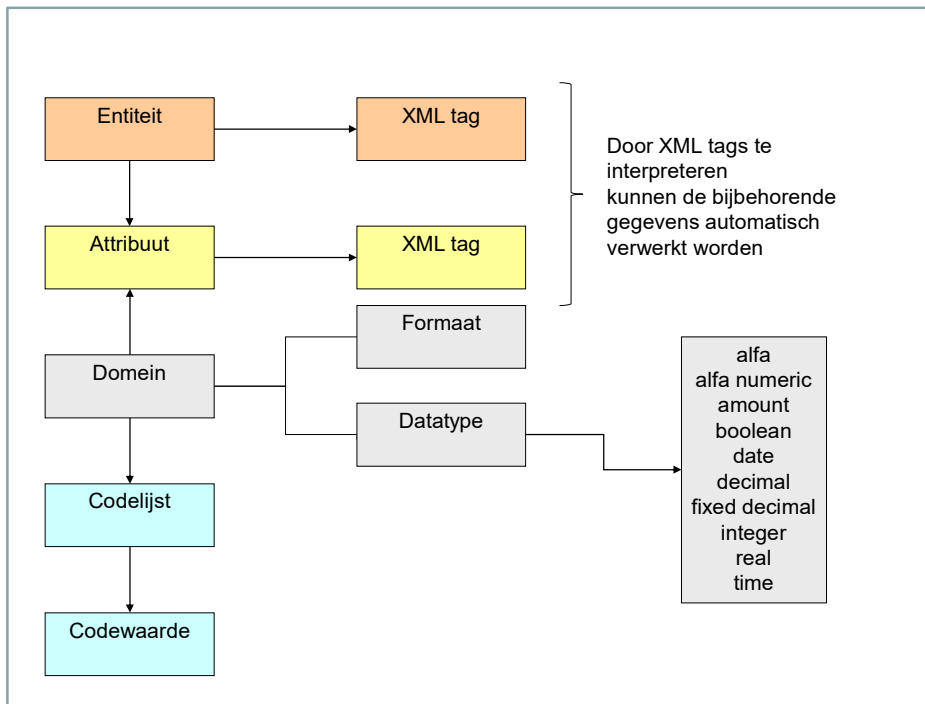 Entiteit
XML tag
Door XML tags te
interpreteren
kunnen de bijbehorende
gegevens automatisch
verwerkt worden
Attribuut
XML tag
Formaat
Domein
Datatype
alfa
alfa numeric
amount
boolean
date
decimal
fixed decimal
integer
real
time
Codelijst
Codewaarde